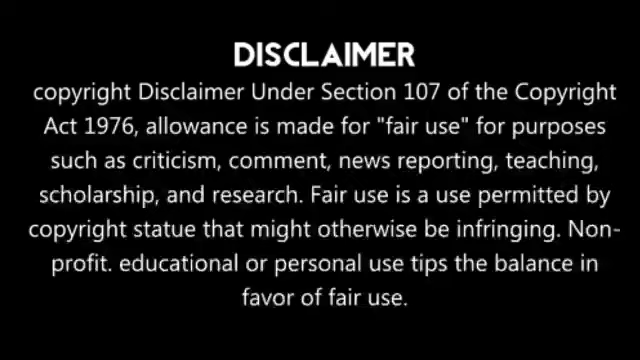 DISCLAIMER
copyright Disclaimer Under Section 107 of the Copyright
Act 1976, allowance is made for "fair use" for purposes
such as criticism, comment, news reporting, teaching,
scholarship, and research. Fair use is a use permitted by
copyright statue that might otherwise be infringing. Non-
profit. educational or personal use tips the balance in
favor of fair use.